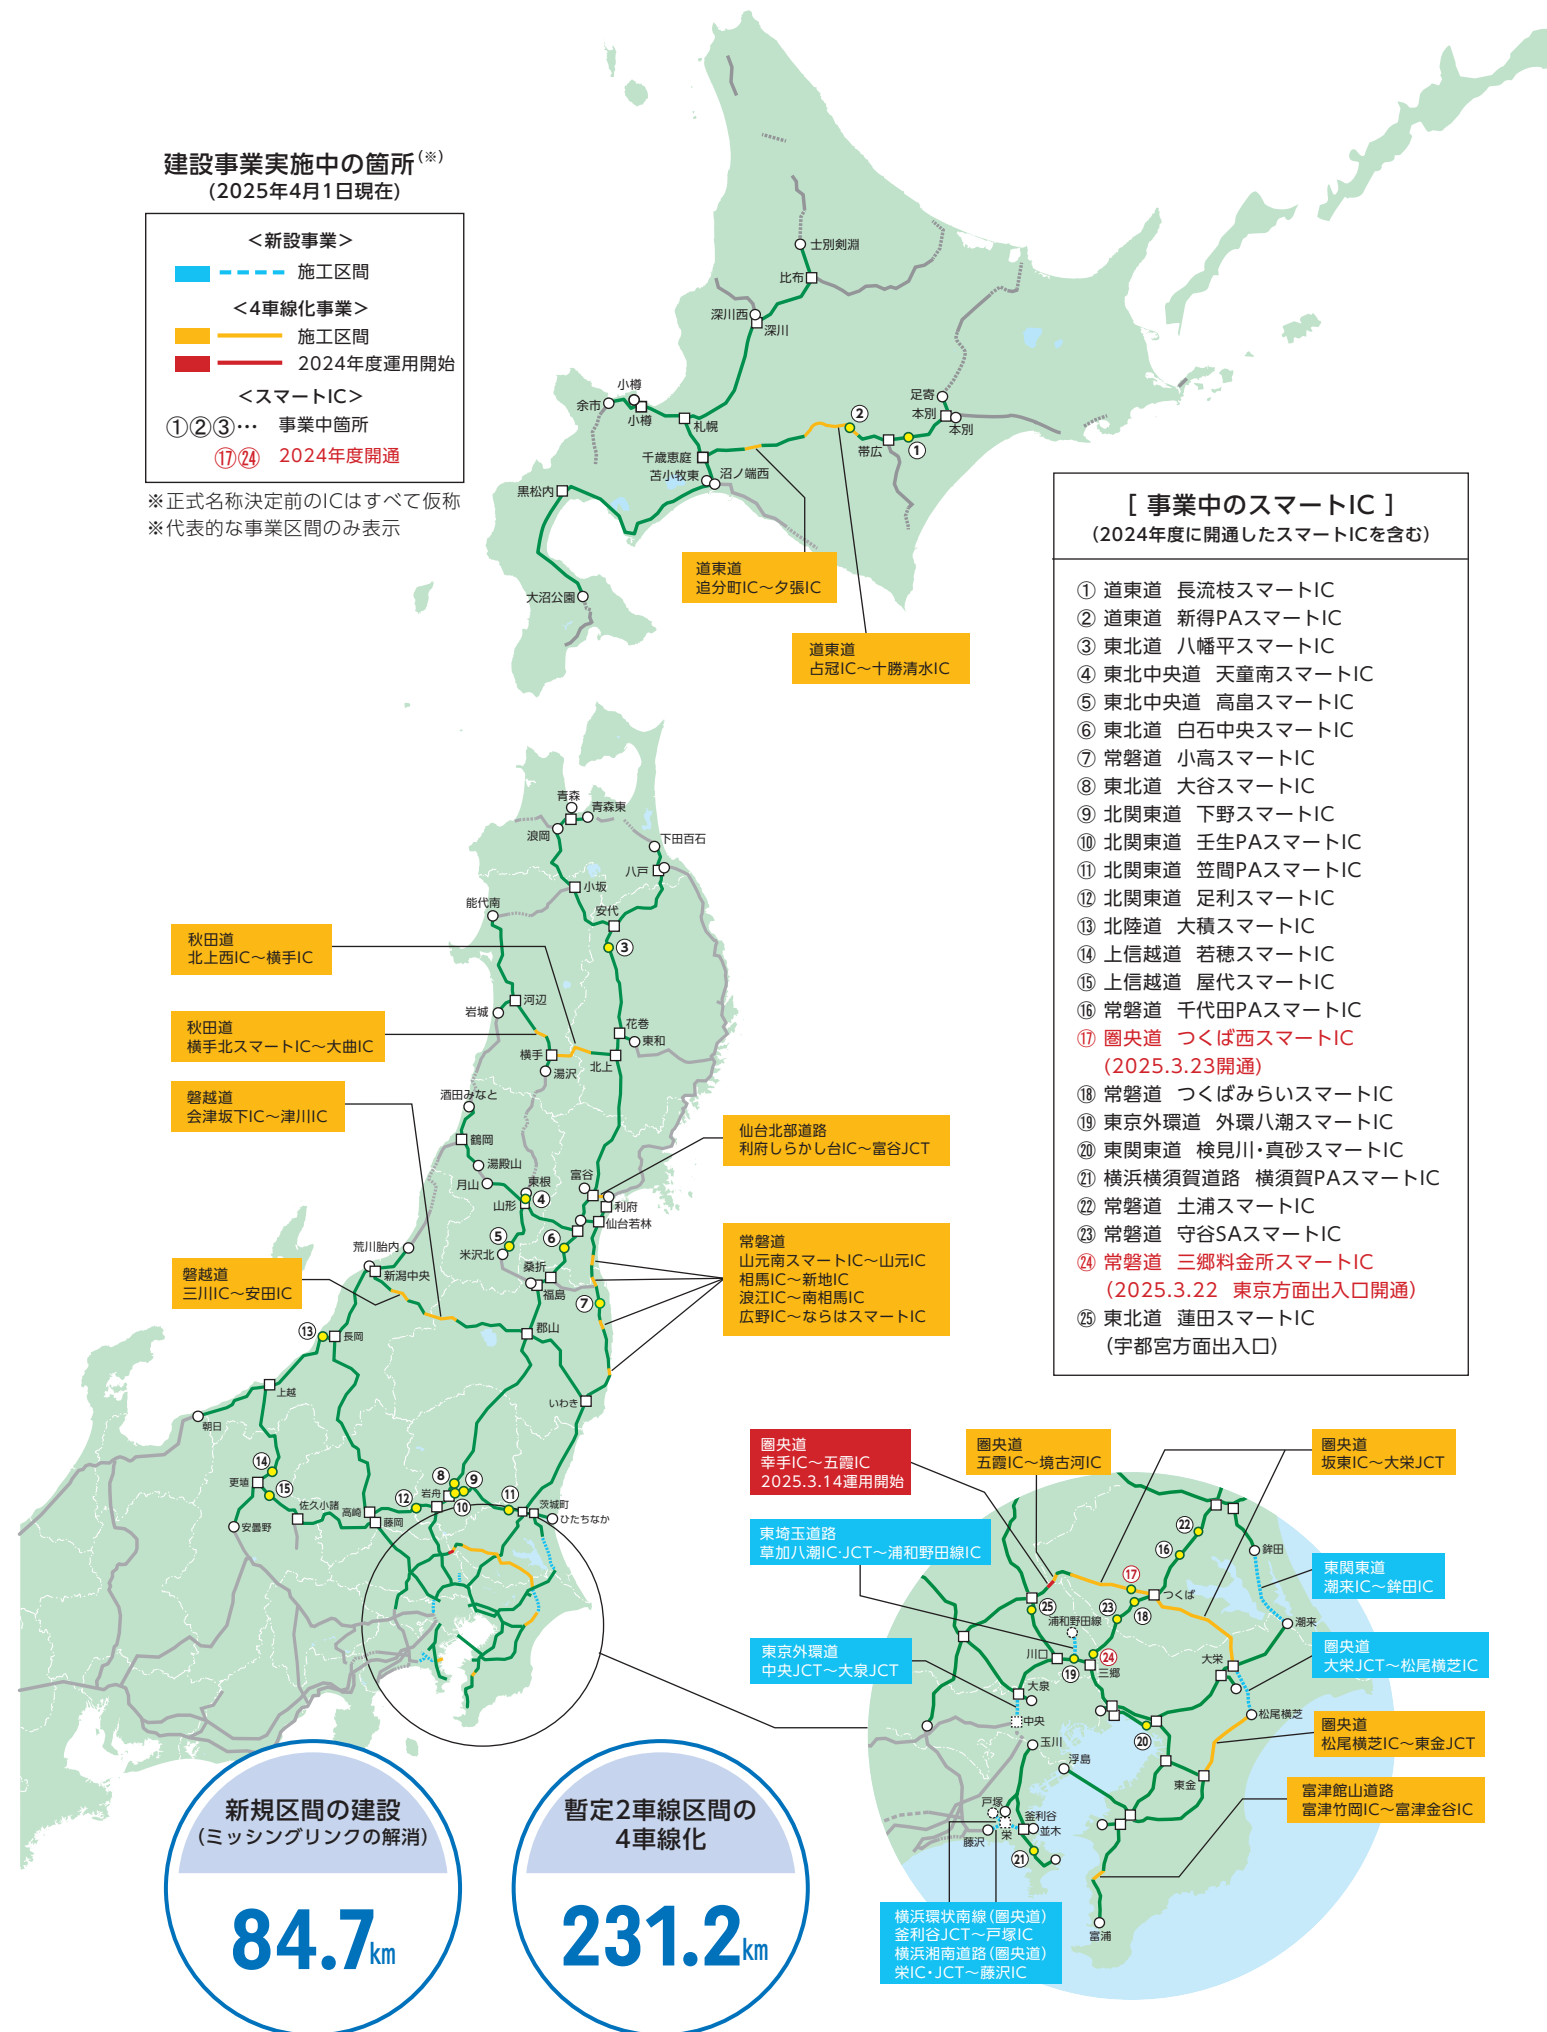 建設事業実施中の箇所(※)
(2025年4月1日現在)
＜新設事業＞
施工区間
＜4車線化事業＞
施工区間
2024年度運用開始
＜スマートIC＞
①②③… 事業中箇所
⑰㉔ 2024年度開通
※正式名称決定前のICはすべて仮称
※代表的な事業区間のみ表示
士別剣淵
比布
深川西
深川
小樽
余市
小樽
札幌
②
足寄
本別
本別
帯広
①
千歳恵庭
苫小牧東
沼ノ端西
黒松内
大沼公園
道東道
追分町IC～夕張IC
道東道
占冠IC～十勝清水IC
［ 事業中のスマートIC ］
(2024年度に開通したスマートICを含む)
① 道東道 長流枝スマートIC
② 道東道 新得PAスマートIC
③ 東北道 八幡平スマートIC
④ 東北中央道 天童南スマートIC
⑤ 東北中央道 高畠スマートIC
⑥ 東北道 白石中央スマートIC
⑦ 常磐道 小高スマートIC
⑧ 東北道 大谷スマートIC
⑨ 北関東道 下野スマートIC
⑩ 北関東道 壬生PAスマートIC
⑪ 北関東道 笠間PAスマートIC
⑫ 北関東道 足利スマートIC
⑬ 北陸道 大積スマートIC
⑭ 上信越道 若穂スマートIC
⑮ 上信越道 屋代スマートIC
⑯ 常磐道 千代田PAスマートIC
⑰ 圏央道 つくば西スマートIC
(2025.3.23開通)
⑱ 常磐道 つくばみらいスマートIC
⑲ 東京外環道 外環八潮スマートIC
⑳ 東関東道 検見川・真砂スマートIC
㉑ 横浜横須賀道路 横須賀PAスマートIC
㉒ 常磐道 土浦スマートIC
㉓ 常磐道 守谷SAスマートIC
㉔ 常磐道 三郷料金所スマートIC
(2025.3.22 東京方面出入口開通)
㉕ 東北道 蓮田スマートIC
(宇都宮方面出入口)
青森
青森東
浪岡
下田百石
八戸
小坂
能代南
安代
③
秋田道
北上西IC～横手IC
河辺
岩城
花巻
東和
秋田道
横手北スマートIC～大曲IC
横手
北上
湯沢
磐越道
会津坂下IC～津川IC
酒田みなと
鶴岡
湯殿山
月山
東根
④
山形
富谷
利府
仙台若林
仙台北部道路
利府しらかし台IC～富谷JCT
⑤
⑥
米沢北
桑折
福島
荒川胎内
新潟中央
磐越道
三川IC～安田IC
常磐道
山元南スマートIC～山元IC
相馬IC～新地IC
浪江IC～南相馬IC
広野IC～ならはスマートIC
⑦
⑬
長岡
郡山
上越
朝日
いわき
⑭
更埴
⑮
安曇野
佐久小諸
高崎
藤岡
⑧
⑨
岩舟
⑩
⑫
⑪
茨城町
ひたちなか
圏央道
幸手IC～五霞IC
2025.3.14運用開始
圏央道
五霞IC～境古河IC
圏央道
坂東IC～大栄JCT
東埼玉道路
草加八潮IC・JCT～浦和野田線IC
東関東道
潮来IC～鉾田IC
東京外環道
中央JCT～大泉JCT
圏央道
大栄JCT～松尾横芝IC
圏央道
松尾横芝IC～東金JCT
富津館山道路
富津竹岡IC～富津金谷IC
横浜環状南線(圏央道)
釜利谷JCT～戸塚IC
横浜湘南道路(圏央道)
栄IC・JCT～藤沢IC
㉒
⑯
鉾田
⑰
つくば
⑱
㉓
㉕
浦和野田線
潮来
川口
⑲
㉔
三郷
大栄
大泉
中央
松尾横芝
玉川
浮島
⑳
東金
戸塚
釜利谷
並木
藤沢
栄
㉑
富浦
新規区間の建設
(ミッシングリンクの解消)
84.7km
暫定2車線区間の
4車線化
231.2km